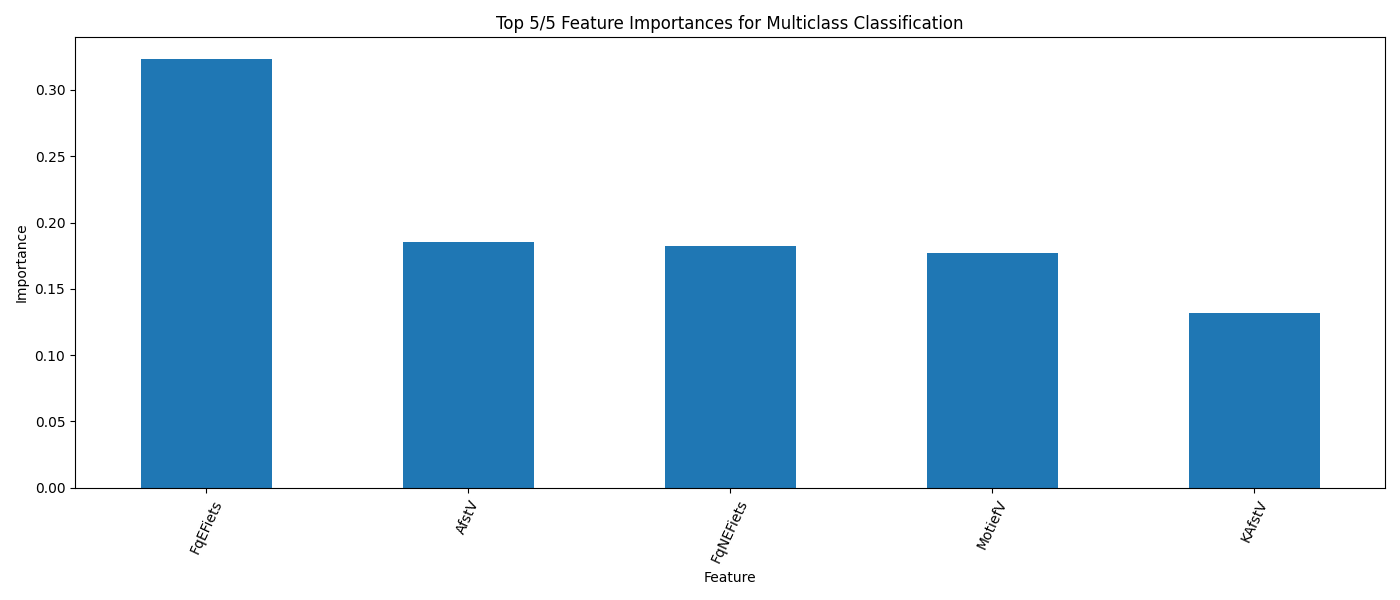 Top 5/5 Feature Importances for Multiclass Classification
Importance
0.30
0.25
0.20
0.15
0.10
0.05
0.00
FqEFiets
AfstV
FqNEFiets
MotiefV
KAfstV
Feature